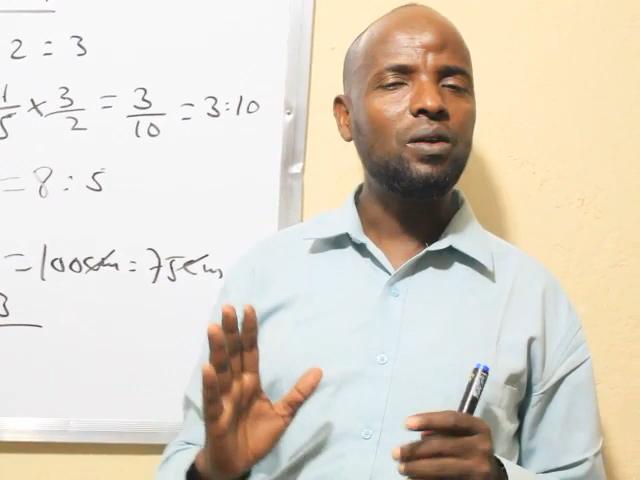 2 = 3
1/5 x 3/2 = 3/10 = 3:10
= 8:5
= 100cm = 75cm
3